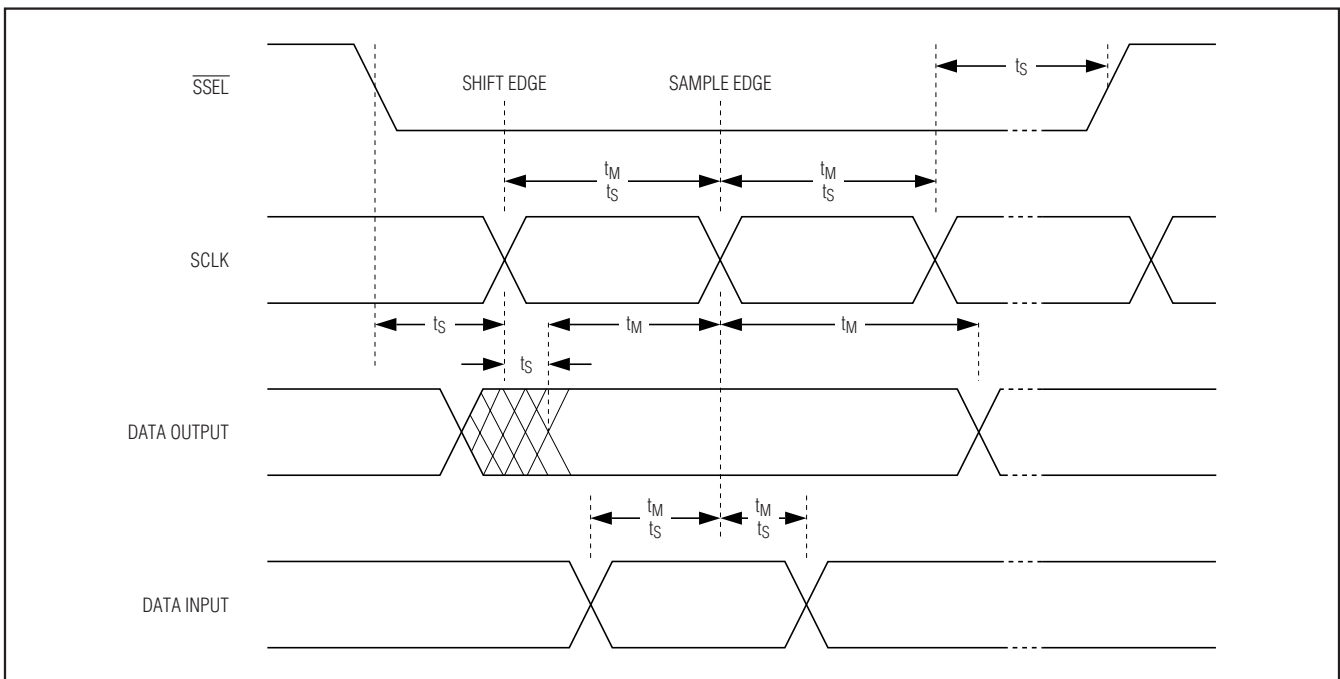 tS
SSEL
SHIFT EDGE
SAMPLE EDGE
tM
tS
tM
tS
SCLK
tS
tM
tM
tS
DATA OUTPUT
tM
tS
tM
tS
DATA INPUT